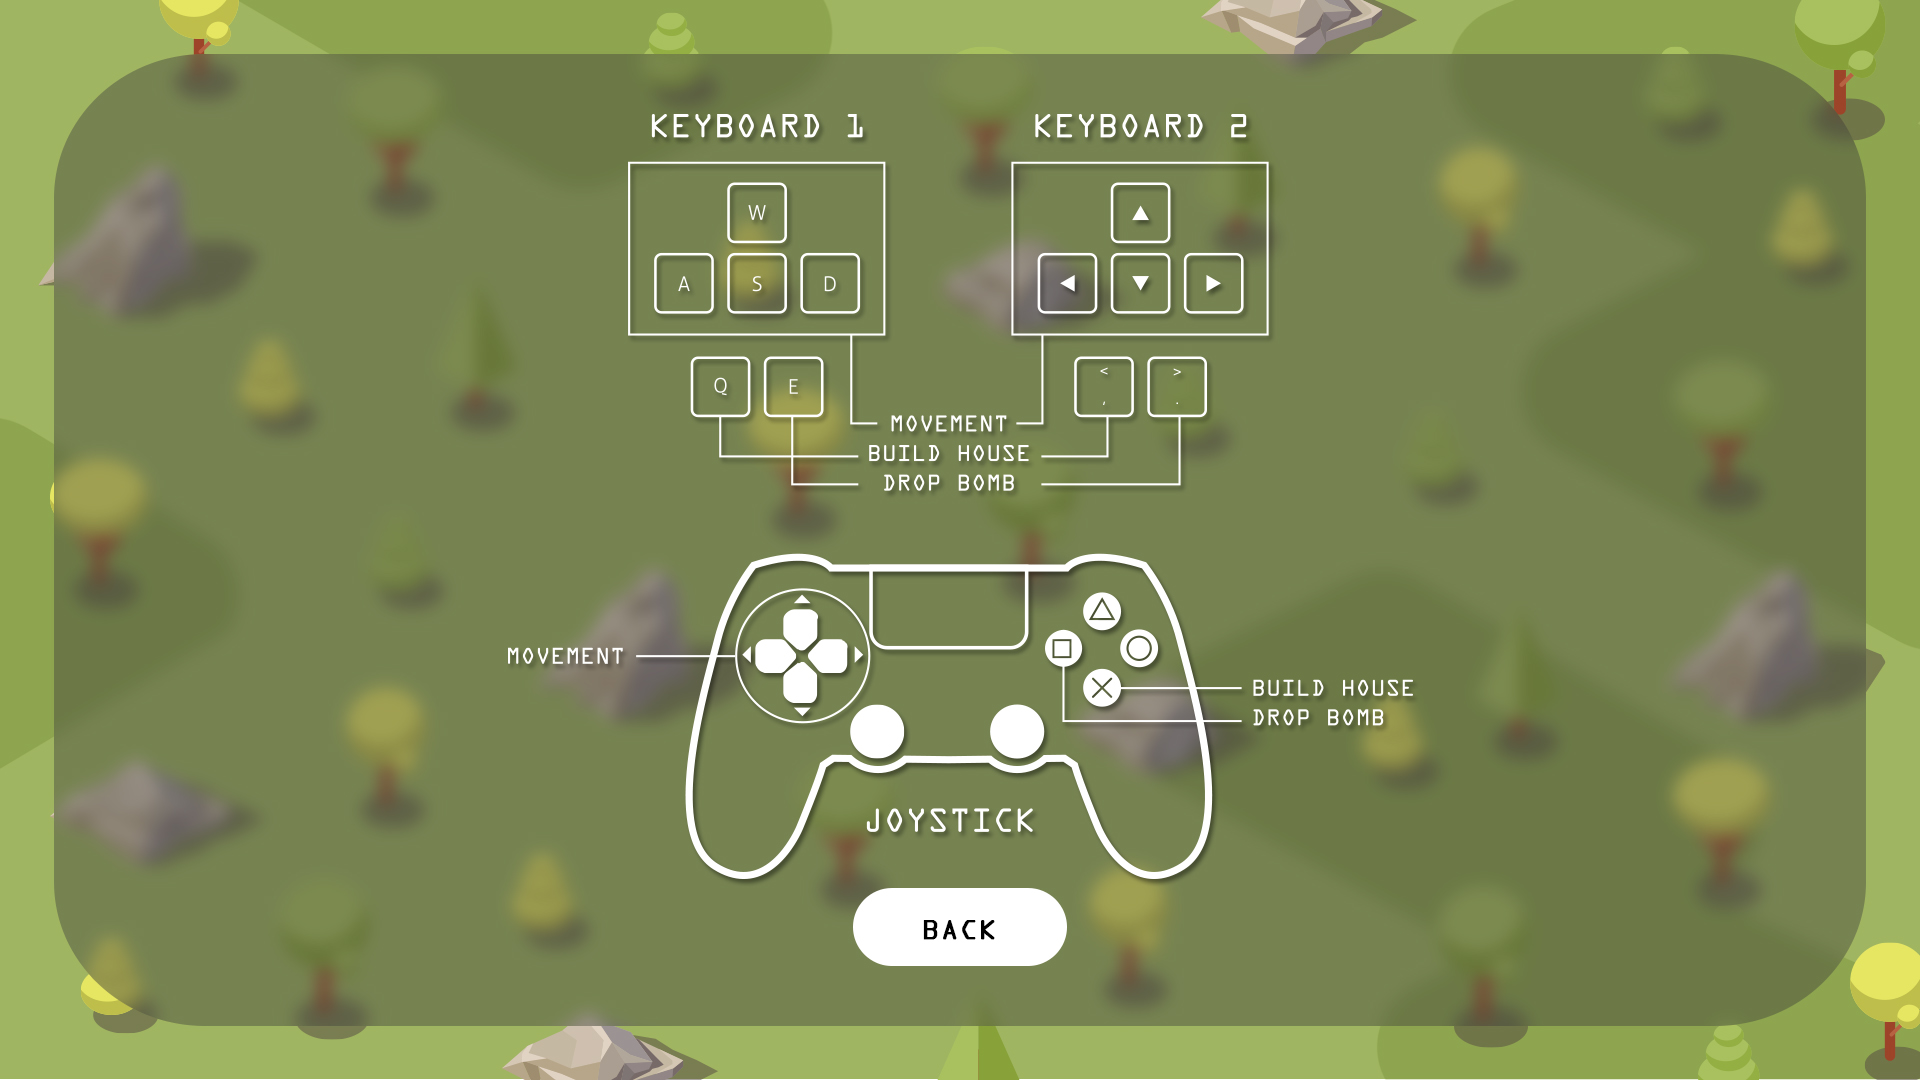 KEYBOARD 1
KEYBOARD 2
W
A S D
Q E
< ,
> .
MOVEMENT
BUILD HOUSE
DROP BOMB
MOVEMENT
BUILD HOUSE
DROP BOMB
JOYSTICK
BACK